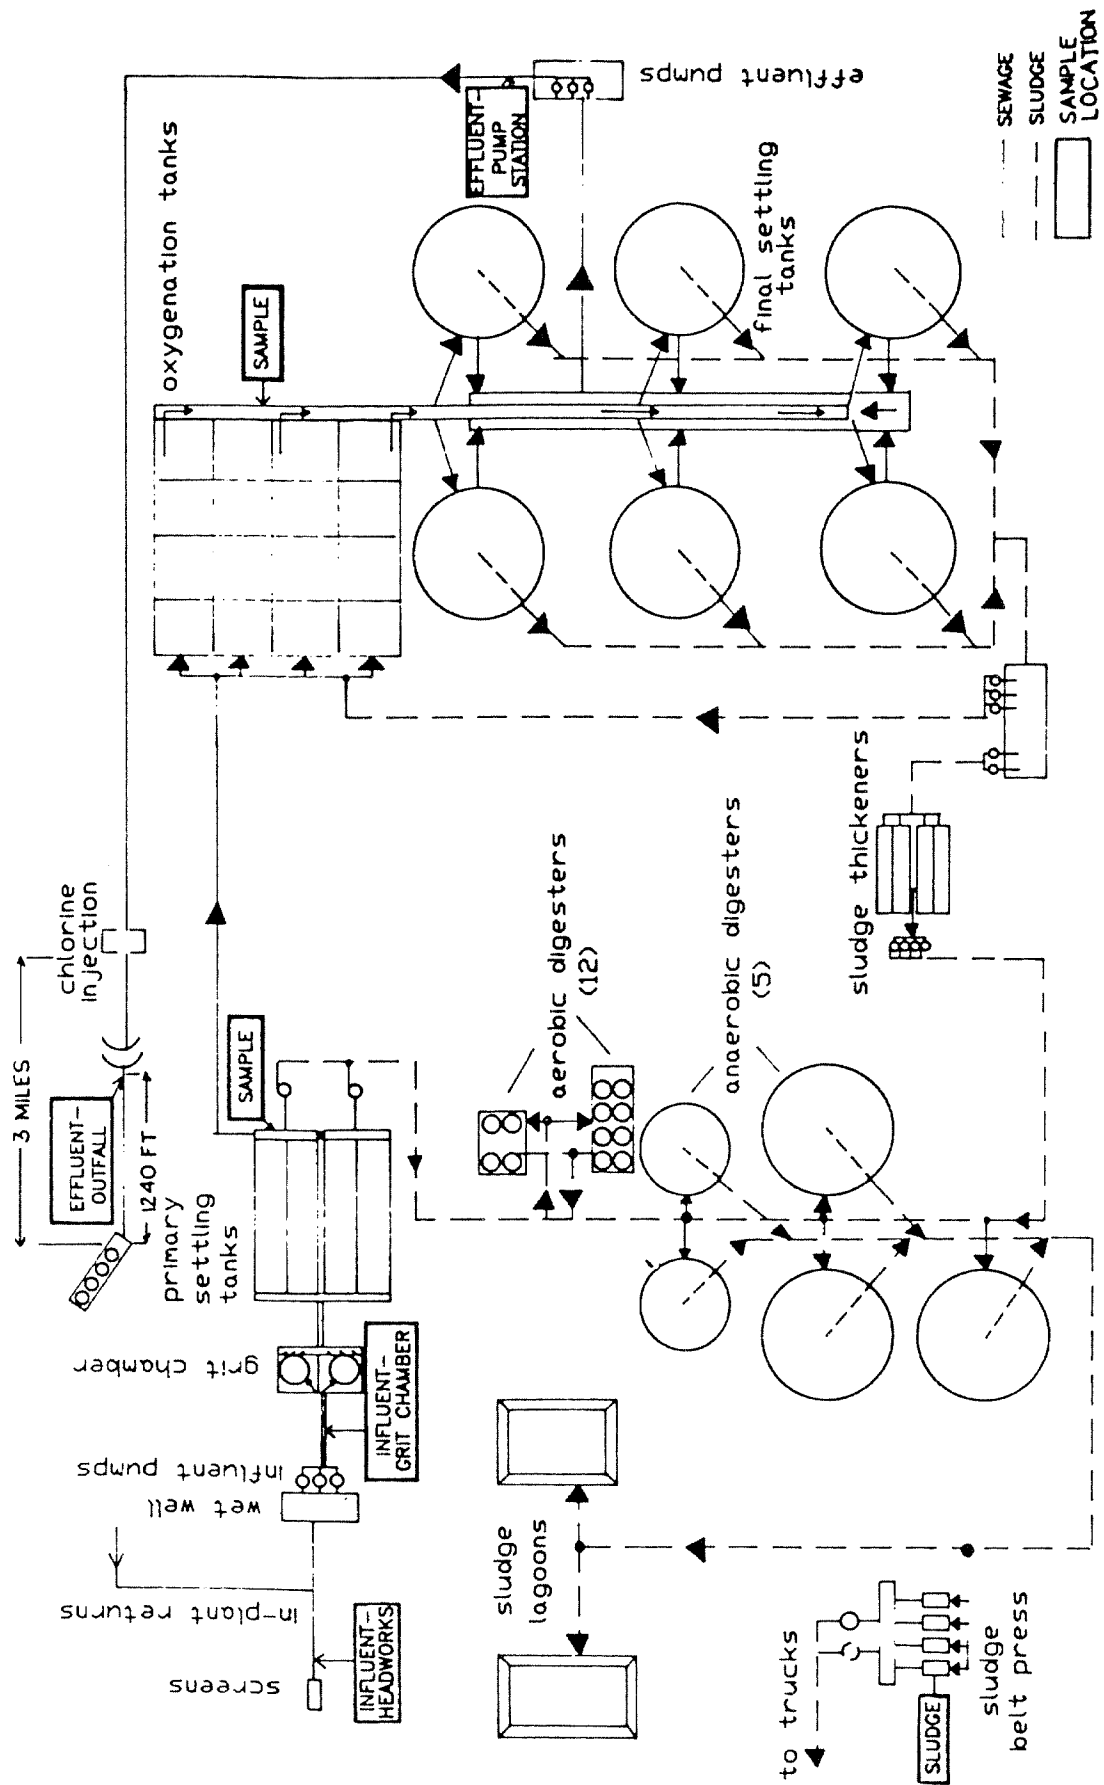 screens
INFLUENT-
HEADWORKS
in-plant returns
wet well
influent pumps
INFLUENT-
GRIT CHAMBER
grit chamber
primary
settling
tanks
SAMPLE
3 MILES
1240 FT
EFFLUENT-
OUTFALL
chlorine
injection
oxygenation tanks
SAMPLE
EFFLUENT-
PUMP
STATION
effluent pumps
final settling
tanks
sludge thickeners
aerobic digesters
(12)
anaerobic digesters
(5)
sludge
lagoons
to trucks
SLUDGE
sludge
belt press
SEWAGE
SLUDGE
SAMPLE
LOCATION